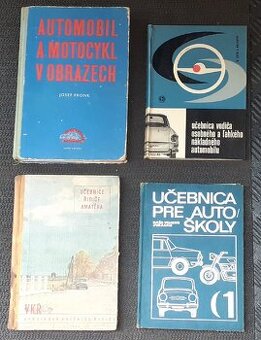 AUTOMOBIL
A MOTOCYKL
V OBRAZECH
JOSEF PRONK
učebnica vodiča
osobného a ľahkého
nákladného
automobilu
UČEBNICE
ŘIDIČE
AMATÉRA
UČEBNICA
PRE AUTO/
ŠKOLY
1